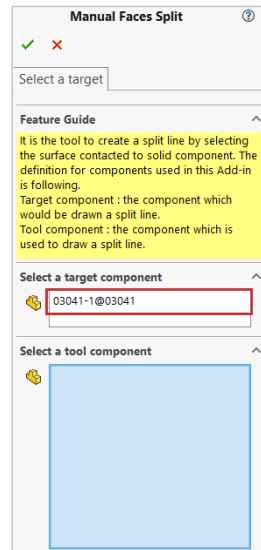 Manual Faces Split
Select a target
Feature Guide
It is the tool to create a split line by selecting
the surface contacted to solid component. The
definition for components used in this Add-in
is following.
Target component : the component which
would be drawn a split line.
Tool component : the component which is
used to draw a split line.
Select a target component
03041-1@03041
Select a tool component